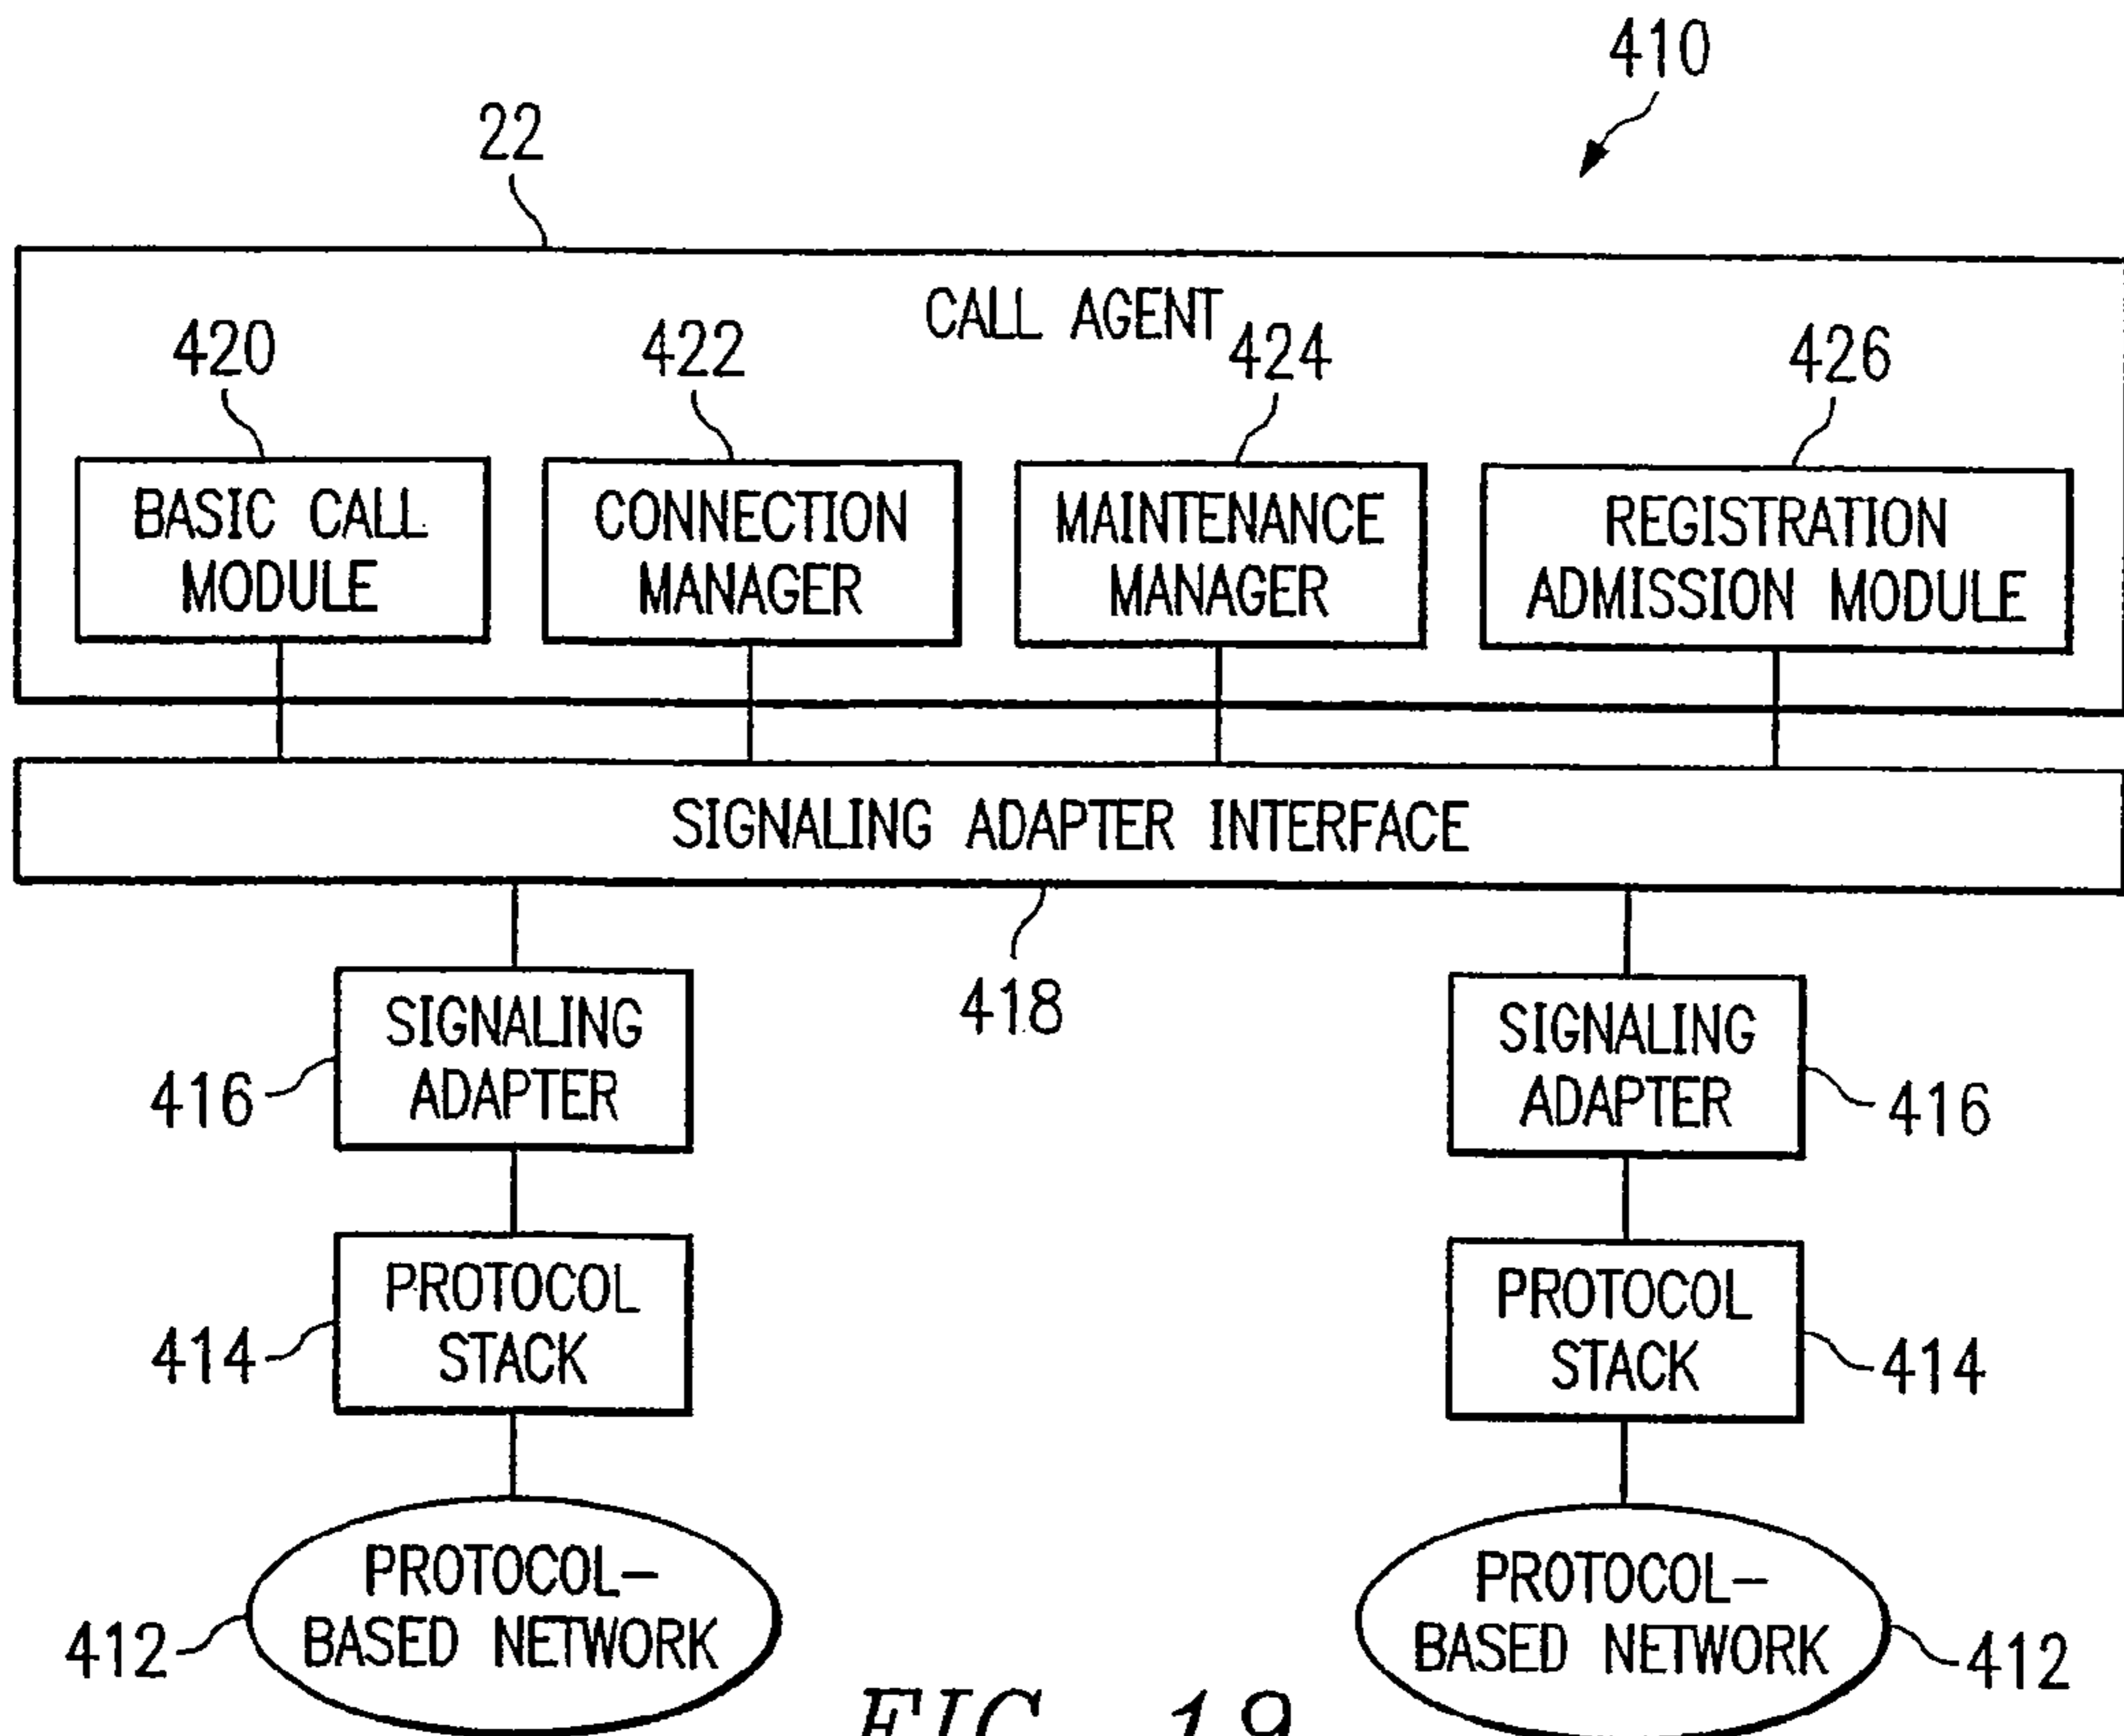 410
22
CALL AGENT
420
422
424
426
BASIC CALL
MODULE
CONNECTION
MANAGER
MAINTENANCE
MANAGER
REGISTRATION
ADMISSION MODULE
SIGNALING ADAPTER INTERFACE
418
SIGNALING
ADAPTER
416
SIGNALING
ADAPTER
416
PROTOCOL
STACK
414
PROTOCOL
STACK
414
PROTOCOL-
BASED NETWORK
412
PROTOCOL-
BASED NETWORK
412
FIG. 19